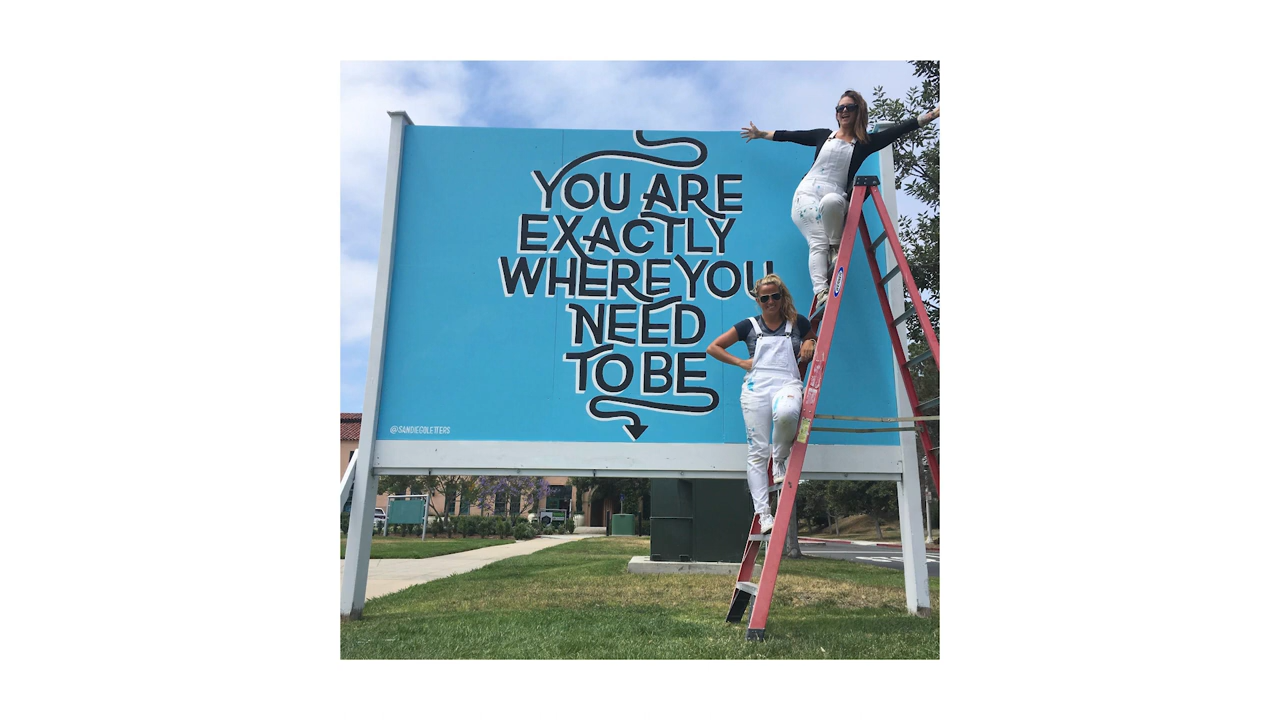 YOU ARE
EXACTLY
WHERE YOU
NEED
TO BE
@SANDIEGOLETTERS